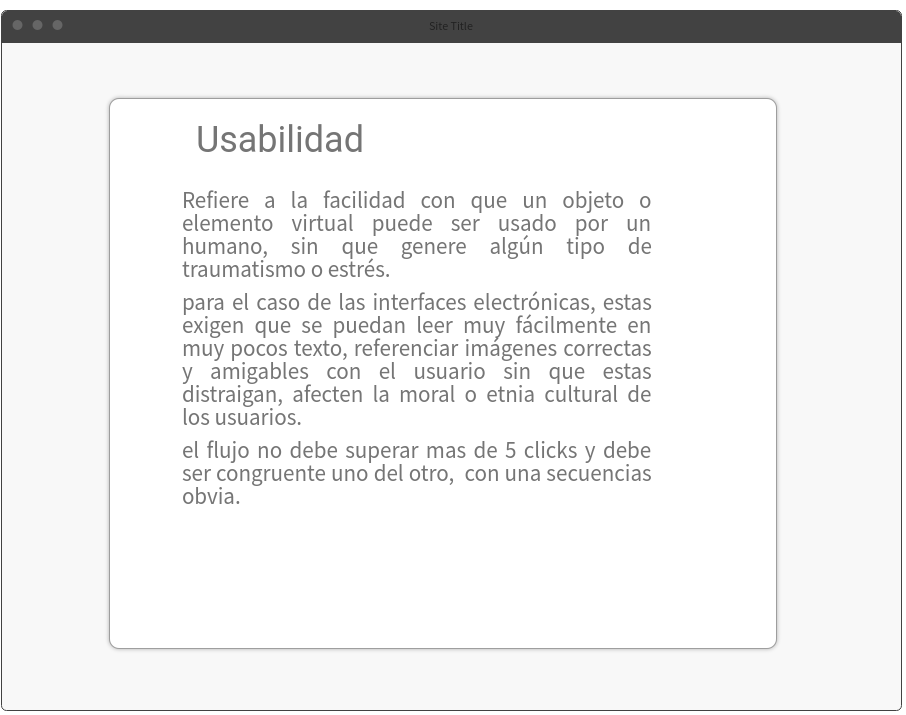 Site Title
Usabilidad
Refiere a la facilidad con que un objeto o
elemento virtual puede ser usado por un
humano, sin que genere algún tipo de
traumatismo o estrés.
para el caso de las interfaces electrónicas, estas
exigen que se puedan leer muy fácilmente en
muy pocos texto, referenciar imágenes correctas
y amigables con el usuario sin que estas
distraigan, afecten la moral o etnia cultural de
los usuarios.
el flujo no debe superar mas de 5 clicks y debe
ser congruente uno del otro, con una secuencias
obvia.